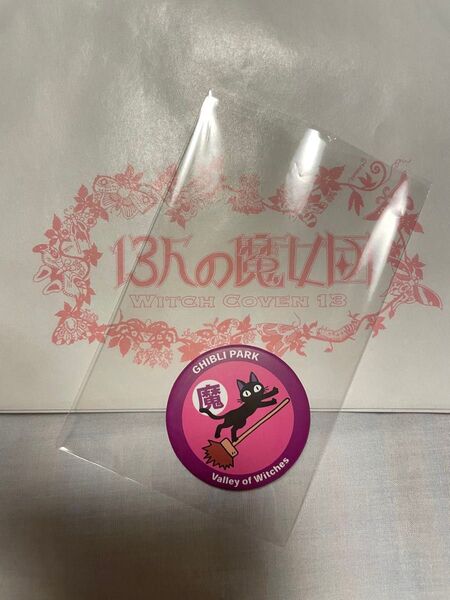 13人の魔女団
WITCH COVEN 13
GHIBLI PARK
魔
Valley of Witches